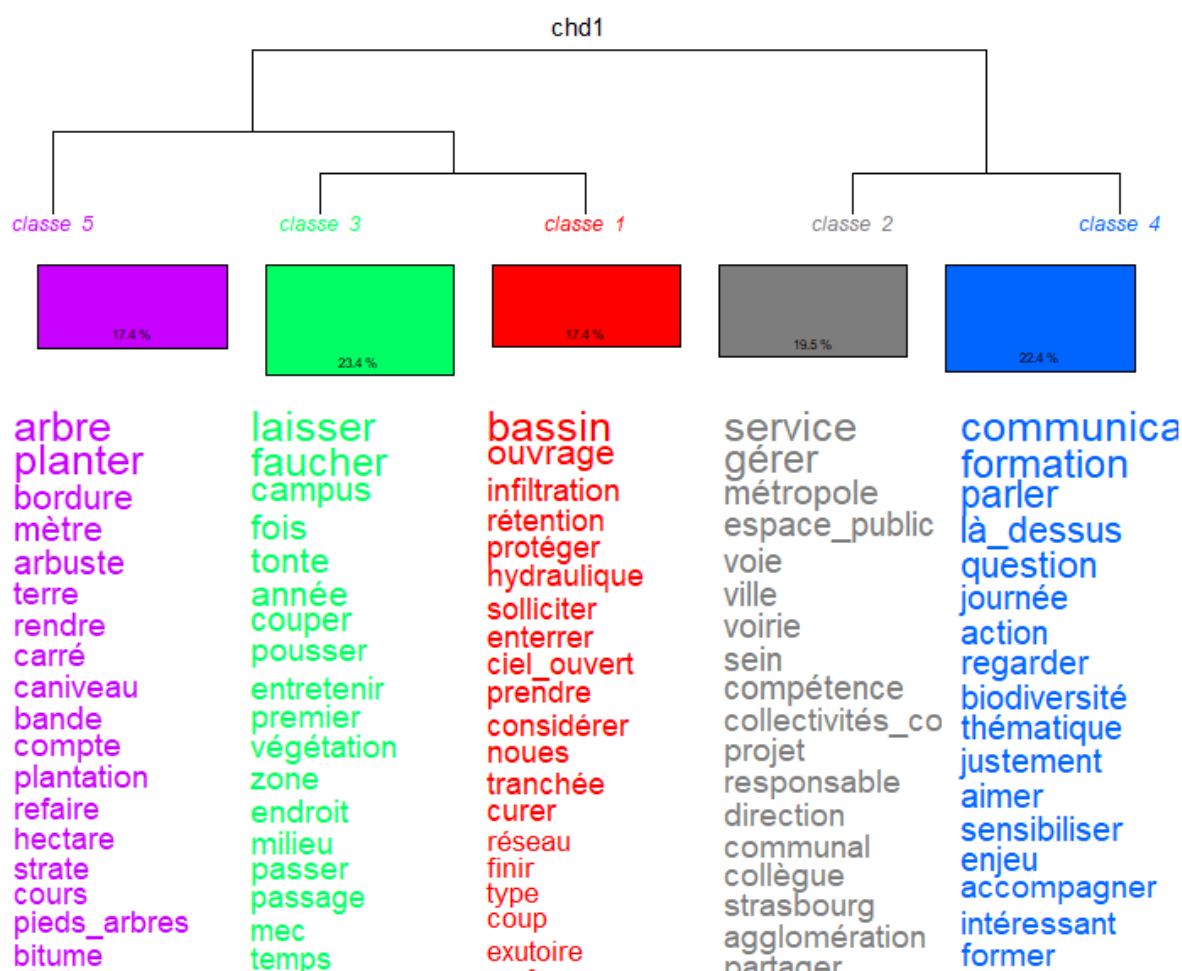 chd1
classe 5
classe 3
classe 1
classe 2
classe 4
17.4 %
23.4 %
17.4 %
19.5 %
22.4 %
arbre
planter
bordure
mètre
arbuste
terre
rendre
carré
caniveau
bande
compte
plantation
refaire
hectare
strate
cours
pieds_arbres
bitume
laisser
faucher
campus
fois
tonte
année
couper
pousser
entretenir
premier
végétation
zone
endroit
milieu
passer
passage
mec
temps
bassin
ouvrage
infiltration
rétention
protéger
hydraulique
solliciter
enterrer
ciel_ouvert
prendre
considérer
noues
tranchée
curer
réseau
finir
type
coup
exutoire
service
gérer
métropole
espace_public
voie
ville
voirie
sein
compétence
collectivités_co
projet
responsable
direction
communal
collègue
strasbourg
agglomération
partager
communica
formation
parler
là_dessus
question
journée
action
regarder
biodiversité
thématique
justement
aimer
sensibiliser
enjeu
accompagner
intéressant
former